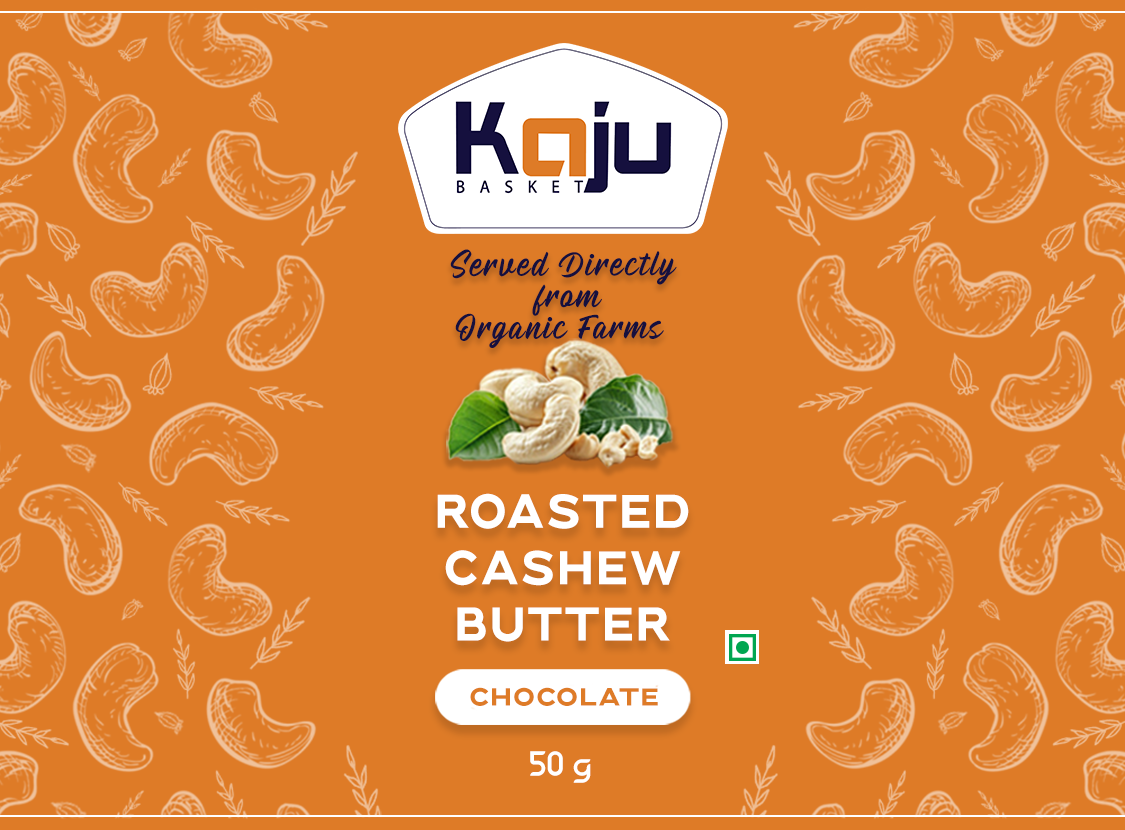 Kaju
BASKET
Served Directly
from
Organic Farms
ROASTED
CASHEW
BUTTER
CHOCOLATE
50 g